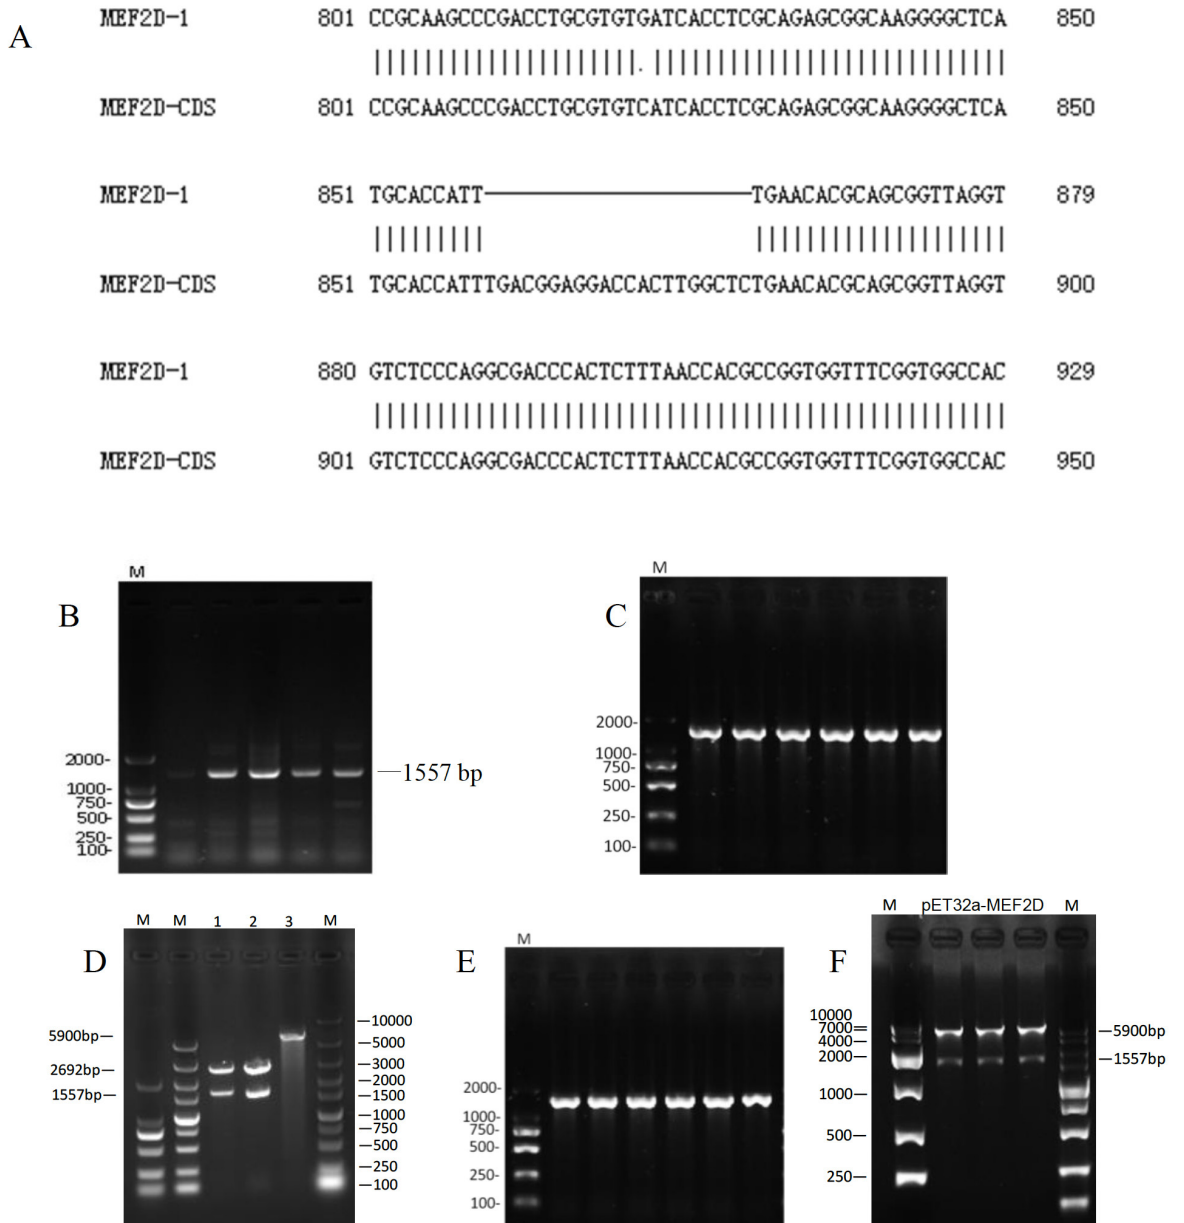 A
MEF2D-1 801 CCGCAAGCCCGACCTGCGTGTGATCACCTCGCAGAGCGGCAAGGGGCTCA 850
MEF2D-CDS 801 CCGCAAGCCCGACCTGCGTGTCATCACCTCGCAGAGCGGCAAGGGGCTCA 850
MEF2D-1 851 TGCACCATT—TGAACACGCAGCGGTTAGGT 879
MEF2D-CDS 851 TGCACCATTTGACGGAGGACCACTTGGCTCTGAACACGCAGCGGTTAGGT 900
MEF2D-1 880 GTCTCCCAGGCGACCCACTCTTTAACCACGCCGGTGGTTTCGGTGGCCAC 929
MEF2D-CDS 901 GTCTCCCAGGCGACCCACTCTTTAACCACGCCGGTGGTTTCGGTGGCCAC 950
B
M
2000-
1000-
750-
500-
250-
100-
—1557 bp
C
M
2000-
1000-
750-
500-
250-
100-
D
M M 1 2 3 M
5900bp—
2692bp—
1557bp—
—10000
—5000
—3000
—2000
—1500
—1000
—750
—500
—250
—100
E
M
2000-
1000-
750-
500-
250-
100-
F
M pET32a-MEF2D M
10000
7000=
4000—
2000—
1000—
500—
250—
—5900bp
—1557bp